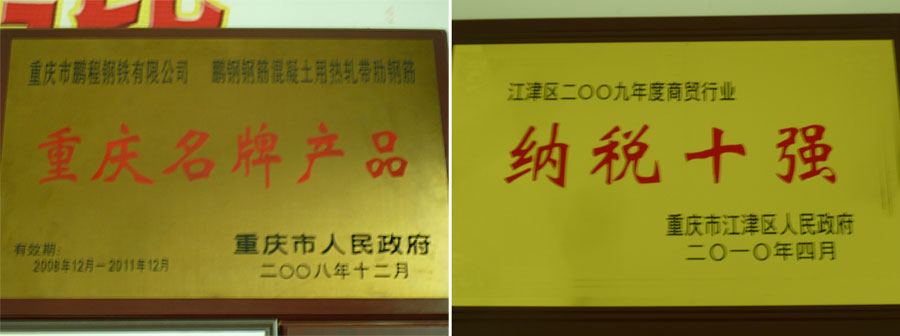 重庆市鹏程钢铁有限公司 鹏钢钢筋混凝土用热轧带肋钢筋
重庆名牌产品
有效期:
2008年12月—2011年12月
重庆市人民政府
二〇〇八年十二月
江津区二〇〇九年度商贸行业
纳税十强
重庆市江津区人民政府
二〇一〇年四月